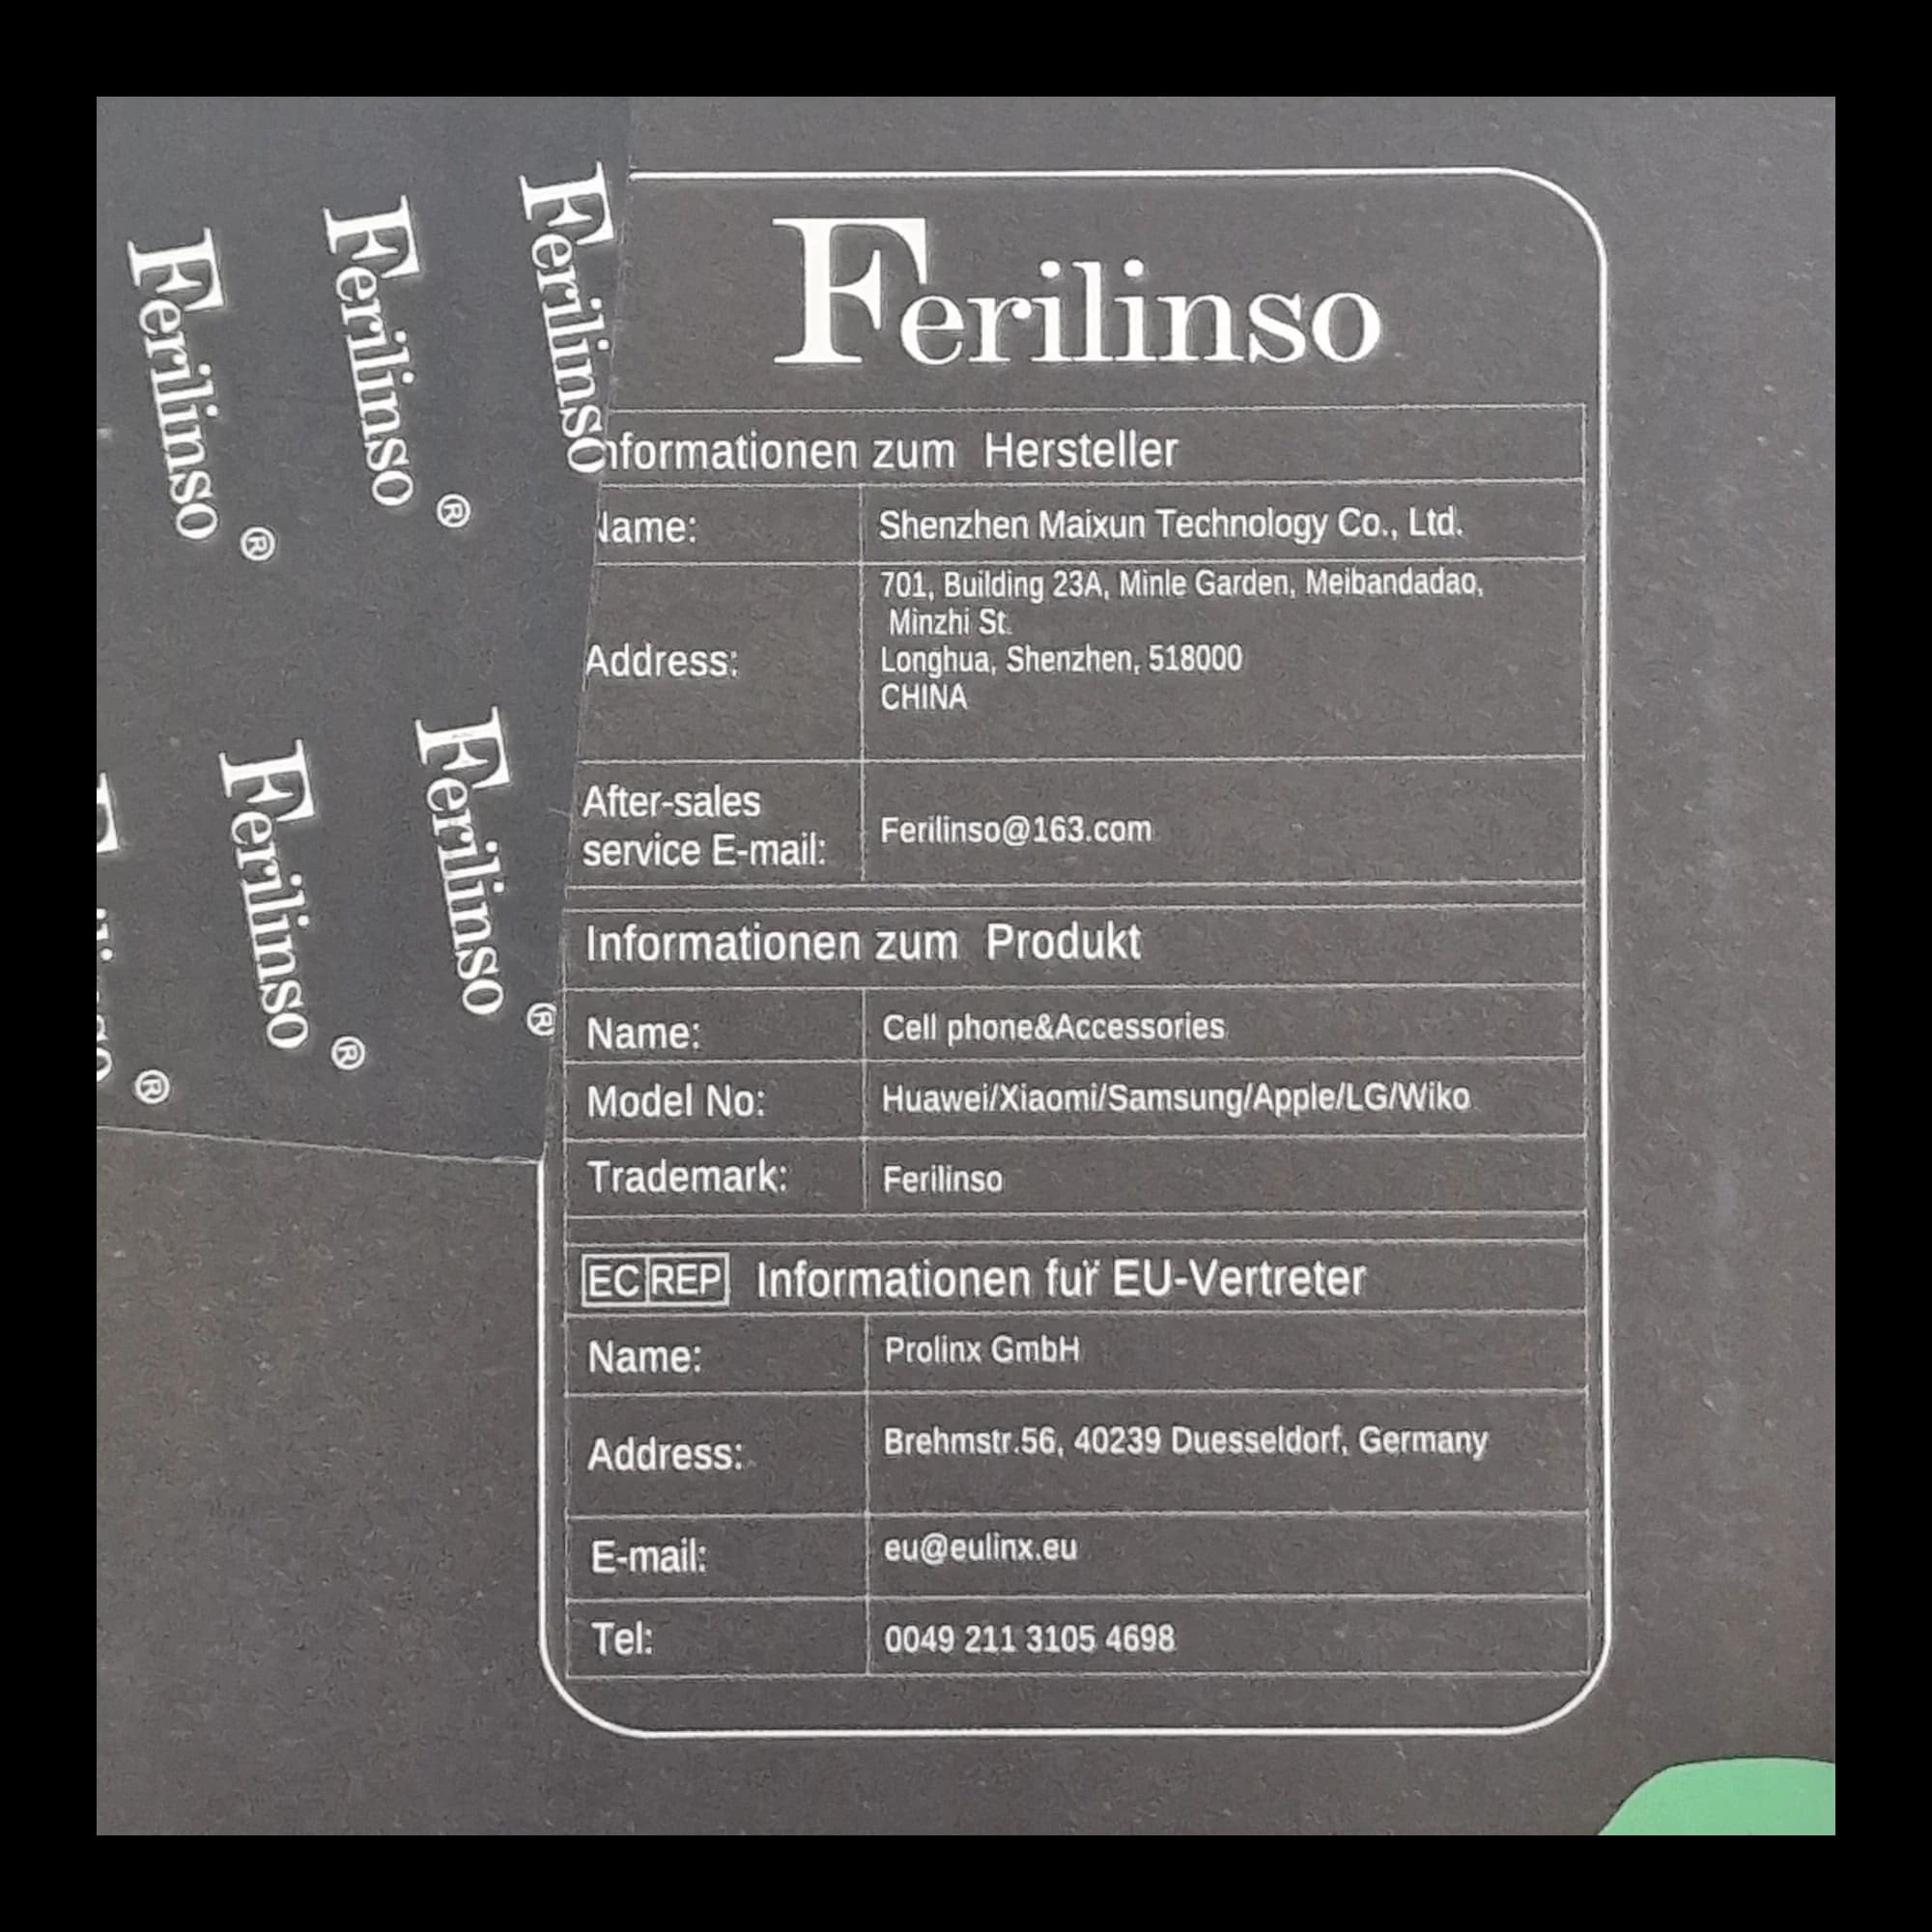 Ferilinso
Ferilinso
Ferilinso
®
®
Ferilinso
Ferilinso
®
®
®
Ferilinso
nformationen zum Hersteller
Name: Shenzhen Maixun Technology Co., Ltd.
Address: 701, Building 23A, Minle Garden, Meibandadao,
Minzhi St.
Longhua, Shenzhen, 518000
CHINA
After-sales
service E-mail: Ferilinso@163.com
Informationen zum Produkt
Name: Cell phone&Accessories
Model No: Huawei/Xiaomi/Samsung/Apple/LG/Wiko
Trademark: Ferilinso
EC REP Informationen für EU-Vertreter
Name: Prolinx GmbH
Address: Brehmstr.56, 40239 Duesseldorf, Germany
E-mail: eu@eulinx.eu
Tel: 0049 211 3105 4698